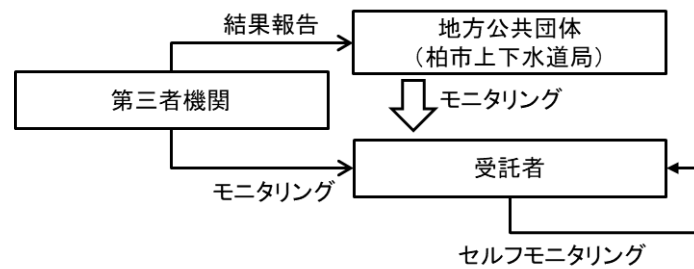 結果報告
地方公共団体
（柏市上下水道局）
第三者機関
モニタリング
受託者
モニタリング
セルフモニタリング